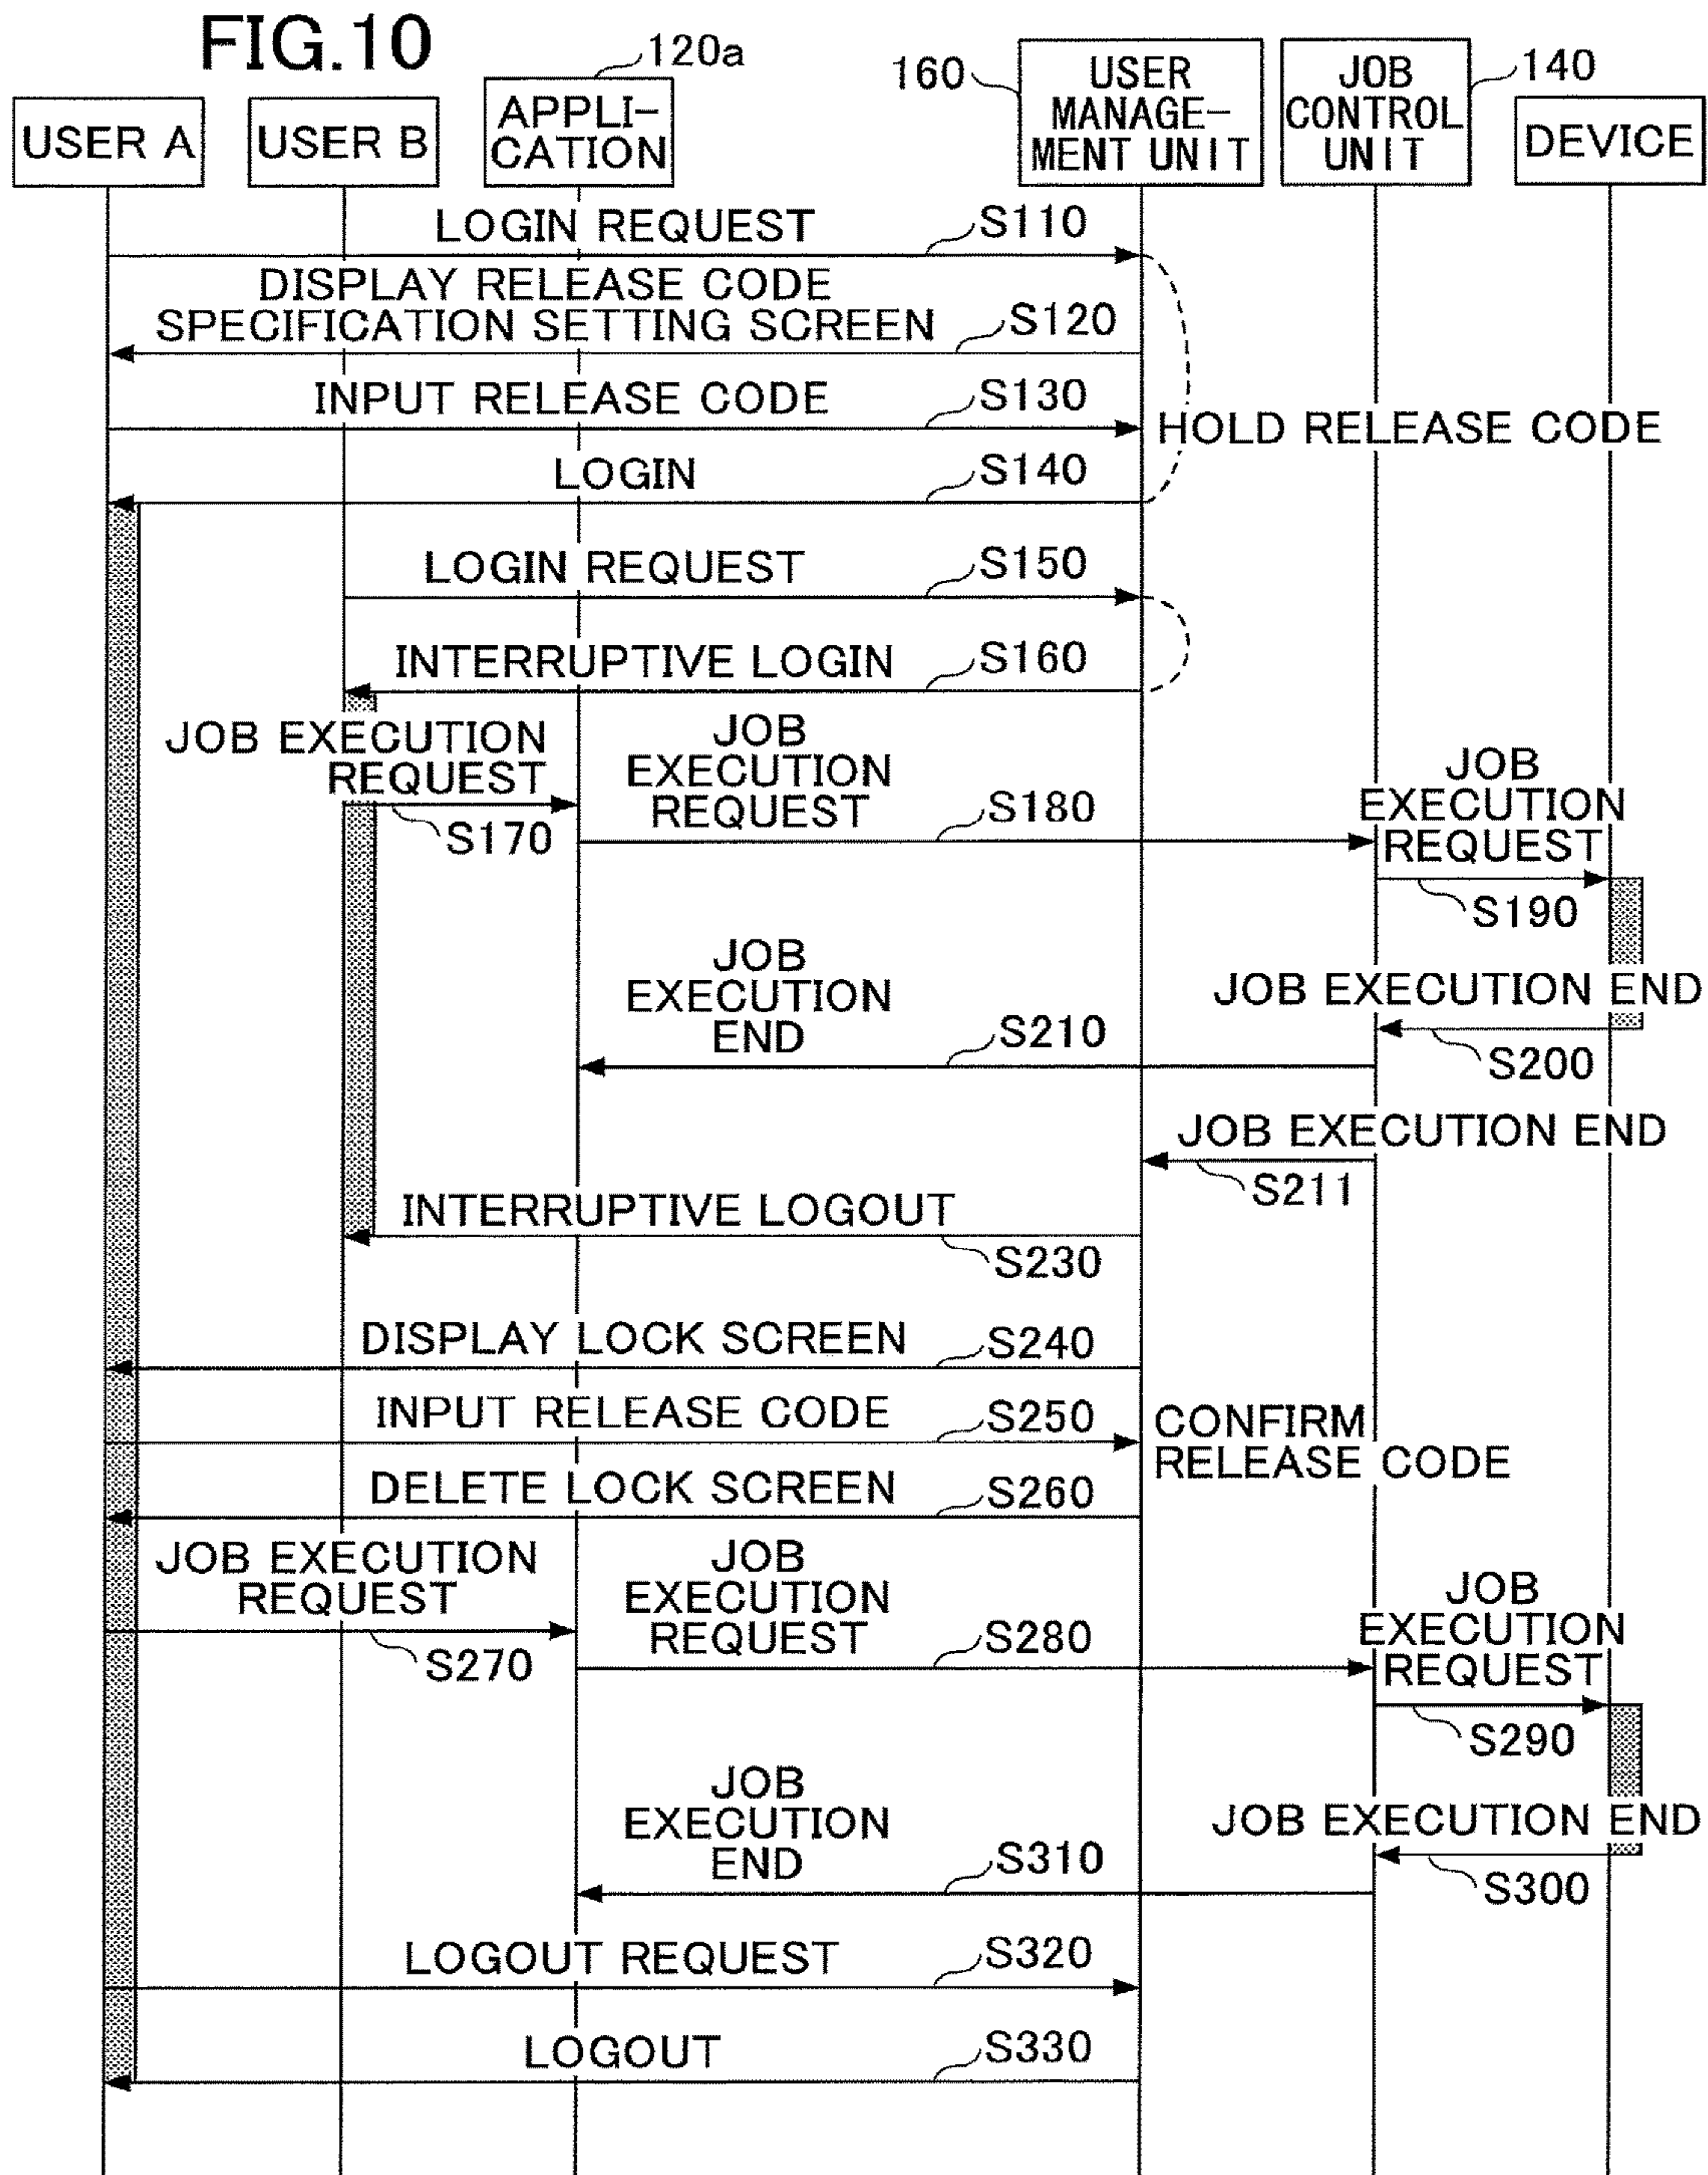 FIG.10
120a
160
140
USER A
USER B
APPLI-
CATION
USER
MANAGE-
MENT UNIT
JOB
CONTROL
UNIT
DEVICE
LOGIN REQUEST
S110
DISPLAY RELEASE CODE
SPECIFICATION SETTING SCREEN
S120
INPUT RELEASE CODE
S130
HOLD RELEASE CODE
LOGIN
S140
LOGIN REQUEST
S150
INTERRUPTIVE LOGIN
S160
JOB EXECUTION
REQUEST
S170
JOB
EXECUTION
REQUEST
S180
JOB
EXECUTION
REQUEST
S190
JOB EXECUTION END
S200
JOB
EXECUTION
END
S210
JOB EXECUTION END
S211
INTERRUPTIVE LOGOUT
S230
DISPLAY LOCK SCREEN
S240
INPUT RELEASE CODE
S250
CONFIRM
RELEASE CODE
DELETE LOCK SCREEN
S260
JOB EXECUTION
REQUEST
S270
JOB
EXECUTION
REQUEST
S280
JOB
EXECUTION
REQUEST
S290
JOB EXECUTION END
S300
JOB
EXECUTION
END
S310
LOGOUT REQUEST
S320
LOGOUT
S330